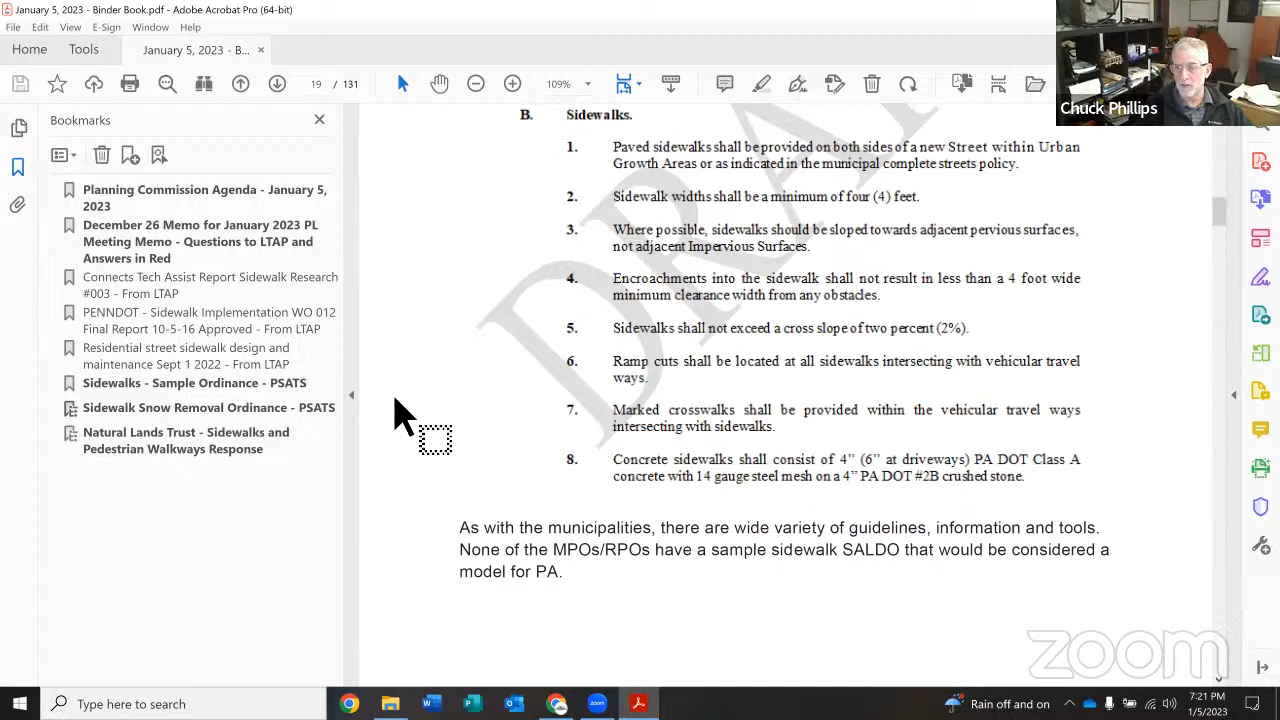 January 5, 2023 - Binder Book.pdf - Adobe Acrobat Pro (64-bit)
File Edit View E-Sign Window Help
Home Tools January 5, 2023 - B... ×
19 / 131 109%
Chuck Phillips
Bookmarks
Planning Commission Agenda - January 5,
2023
December 26 Memo for January 2023 PL
Meeting Memo - Questions to LTAP and
Answers in Red
Connects Tech Assist Report Sidewalk Research
#003 - From LTAP
PENNDOT - Sidewalk Implementation WO 012
Final Report 10-5-16 Approved - From LTAP
Residential street sidewalk design and
maintenance Sept 1 2022 - From LTAP
Sidewalks - Sample Ordinance - PSATS
Sidewalk Snow Removal Ordinance - PSATS
Natural Lands Trust - Sidewalks and
Pedestrian Walkways Response
DRA
B. Sidewalks.
1. Paved sidewalks shall be provided on both sides of a new Street within Urban
Growth Areas or as indicated in the municipal complete streets policy.
2. Sidewalk widths shall be a minimum of four (4) feet.
3. Where possible, sidewalks should be sloped towards adjacent pervious surfaces,
not adjacent Impervious Surfaces.
4. Encroachments into the sidewalk shall not result in less than a 4 foot wide
minimum clearance width from any obstacles.
5. Sidewalks shall not exceed a cross slope of two percent (2%).
6. Ramp cuts shall be located at all sidewalks intersecting with vehicular travel
ways.
7. Marked crosswalks shall be provided within the vehicular travel ways
intersecting with sidewalks.
8. Concrete sidewalks shall consist of 4” (6” at driveways) PA DOT Class A
concrete with 14 gauge steel mesh on a 4” PA DOT #2B crushed stone.
As with the municipalities, there are wide variety of guidelines, information and tools.
None of the MPOs/RPOs have a sample sidewalk SALDO that would be considered a
model for PA.
zoom
Type here to search
Rain off and on
7:21 PM
1/5/2023